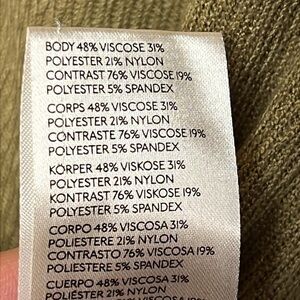 BODY 48% VISCOSE 31%
POLYESTER 21% NYLON
CONTRAST 76% VISCOSE 19%
POLYESTER 5% SPANDEX
CORPS 48% VISCOSE 31%
POLYESTER 21% NYLON
CONTRASTE 76% VISCOSE 19%
POLYESTER 5% SPANDEX
KÖRPER 48% VISKOSE 31%
POLYESTER 21% NYLON
KONTRAST 76% VISKOSE 19%
POLYESTER 5% SPANDEX
CORPO 48% VISCOSA 31%
POLIESTERE 21% NYLON
CONTRASTO 76% VISCOSA 19%
POLIESTERE 5% SPANDEX
CUERPO 48% VISCOSA 31%
POLIÉSTER 21% NYLON